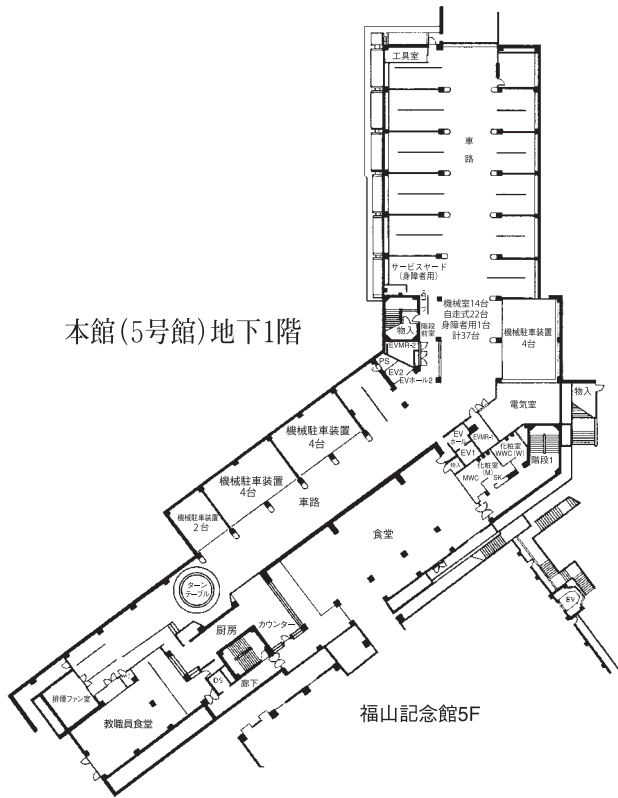 工具室
車
路
サービスヤード
(身障者用)
本館(5号館)地下1階
機械室14台
自走式22台
身障者用1台
計37台
機械駐車装置
4台
物入
階段
前室
EVMR-2
PS
EV2
EVホール2
物入
電気室
機械駐車装置
4台
EV
ホール
EVMR-1
EV1
化粧室
WWC(W)
階段1
物入
化粧室
(M)
MWC
SK
機械駐車装置
4台
車路
機械駐車装置
2台
食堂
ターン
テーブル
EV
厨房
カウンター
DS
廊下
排煙ファン室
教職員食堂
福山記念館5F